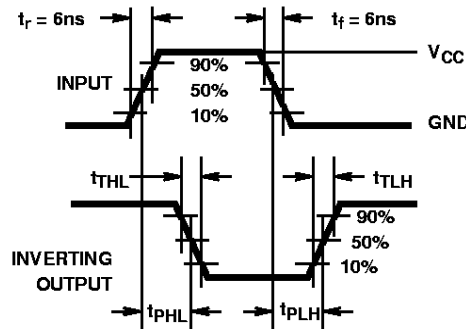 tr = 6ns
tf = 6ns
VCC
90%
INPUT
50%
10%
GND
tTHL
tTLH
90%
50%
INVERTING
OUTPUT
10%
tPHL
tPLH